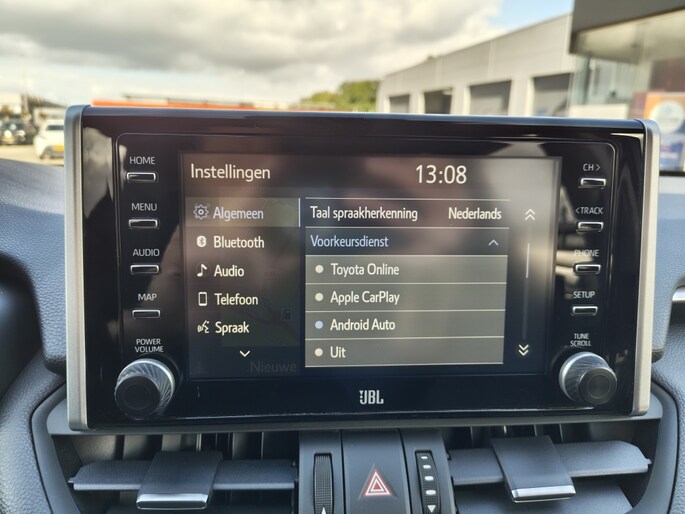 HOME
MENU
AUDIO
MAP
POWER
VOLUME
Instellingen 13:08
Algemeen
Bluetooth
Audio
Telefoon
Spraak
Taal spraakherkenning Nederlands
Voorkeursdienst
Toyota Online
Apple CarPlay
Android Auto
Uit
Nieuwe
CH >
< TRACK
PHONE
SETUP
TUNE
SCROLL
JBL